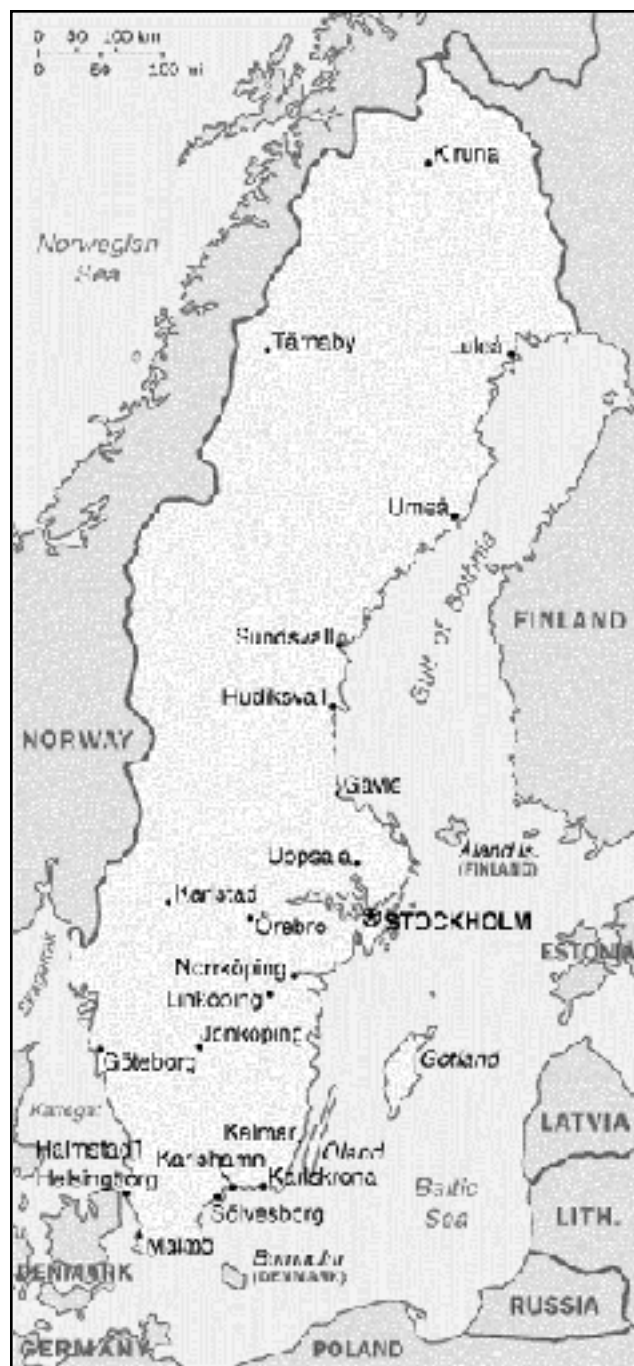 0 50 100 km
0 50 100 mi
Kiruna
Norwegian
Sea
Tärnaby
Luleå
Umeå
Gulf of Bothnia
FINLAND
Sundsvall
Hudiksvall
NORWAY
Gävle
Uppsala
Åland Is.
(FINLAND)
Karlstad
Örebro
STOCKHOLM
ESTONIA
Norrköping
Skagerrak
Linköping
Jönköping
Göteborg
Gotland
Kattegat
LATVIA
Kalmar
Halmstad
Öland
Karlshamn
Helsingborg
Karlskrona
Baltic
Sea
Sölvesborg
LITH.
Malmö
(DENMARK)
DENMARK
RUSSIA
GERMANY
POLAND